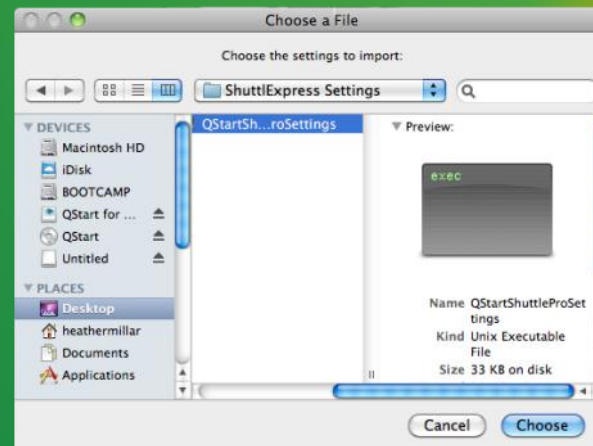 Choose a File
Choose the settings to import:
ShuttlExpress Settings
DEVICES
Macintosh HD
iDisk
BOOTCAMP
QStart for ...
QStart
Untitled
PLACES
Desktop
heathermillar
Documents
Applications
QStartSh...roSettings
Preview:
exec
Name QStartShuttleProSet
tings
Kind Unix Executable
File
Size 33 KB on disk
Cancel
Choose